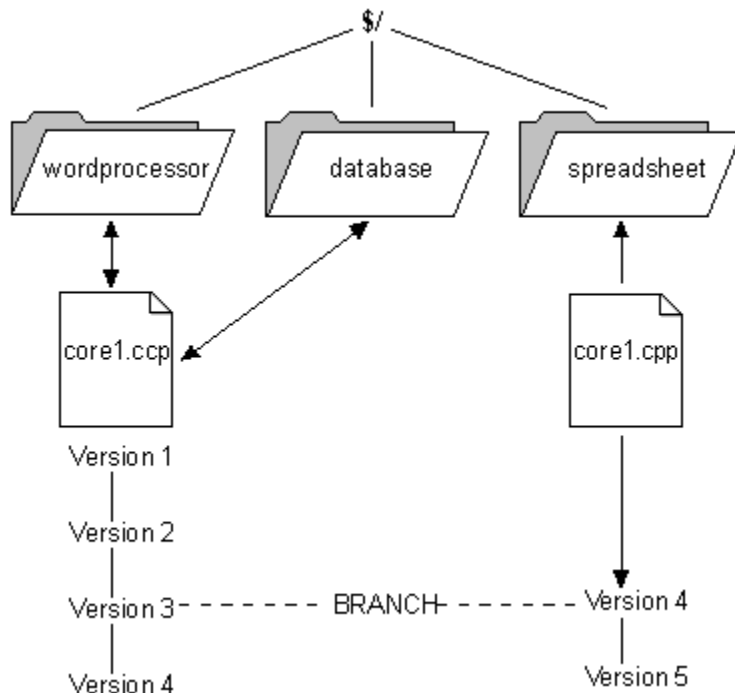 $/
wordprocessor
database
spreadsheet
core1.ccp
core1.cpp
Version 1
Version 2
Version 3
BRANCH
Version 4
Version 4
Version 5